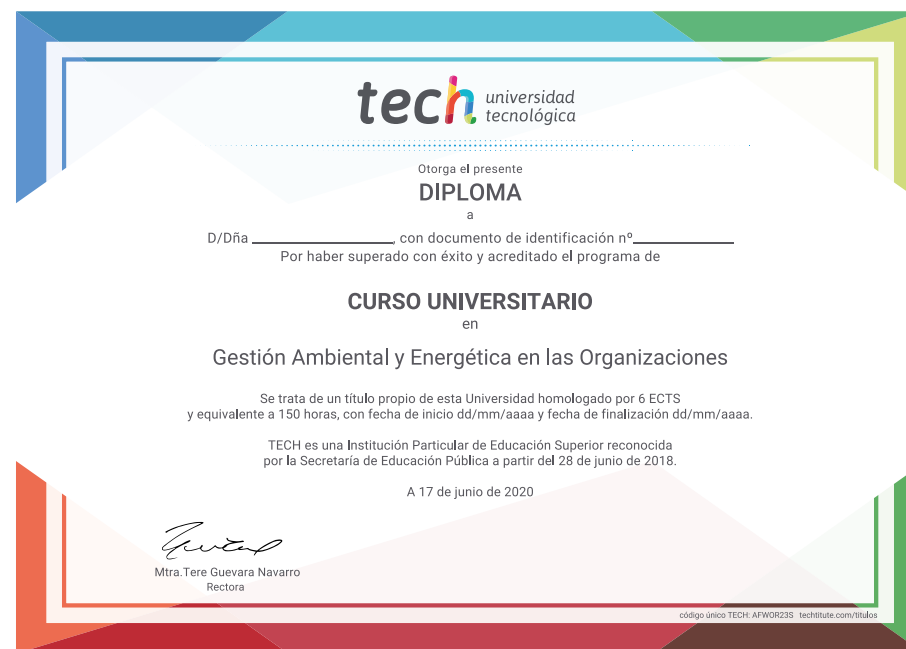 tech universidad
tecnológica
Otorga el presente
DIPLOMA
a
D/Dña ____________________, con documento de identificación nº______________
Por haber superado con éxito y acreditado el programa de
CURSO UNIVERSITARIO
en
Gestión Ambiental y Energética en las Organizaciones
Se trata de un título propio de esta Universidad homologado por 6 ECTS
y equivalente a 150 horas, con fecha de inicio dd/mm/aaaa y fecha de finalización dd/mm/aaaa.
TECH es una Institución Particular de Educación Superior reconocida
por la Secretaría de Educación Pública a partir del 28 de junio de 2018.
A 17 de junio de 2020
Mtra.Tere Guevara Navarro
Rectora
código único TECH: AFWOR23S techtitute.com/titulos